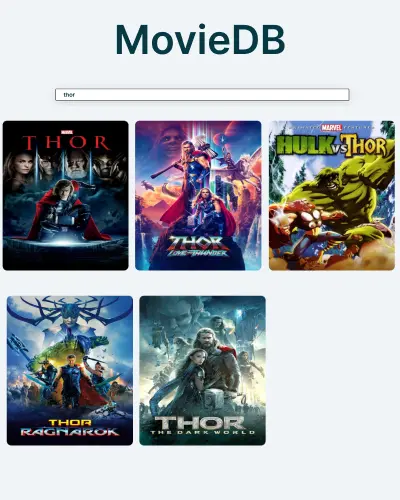 MovieDB
thor
MARVEL
THOR
THOR
LOVE AND THUNDER
MARVEL
HULK VS THOR
THOR
RAGNAROK
THOR
THE DARK WORLD